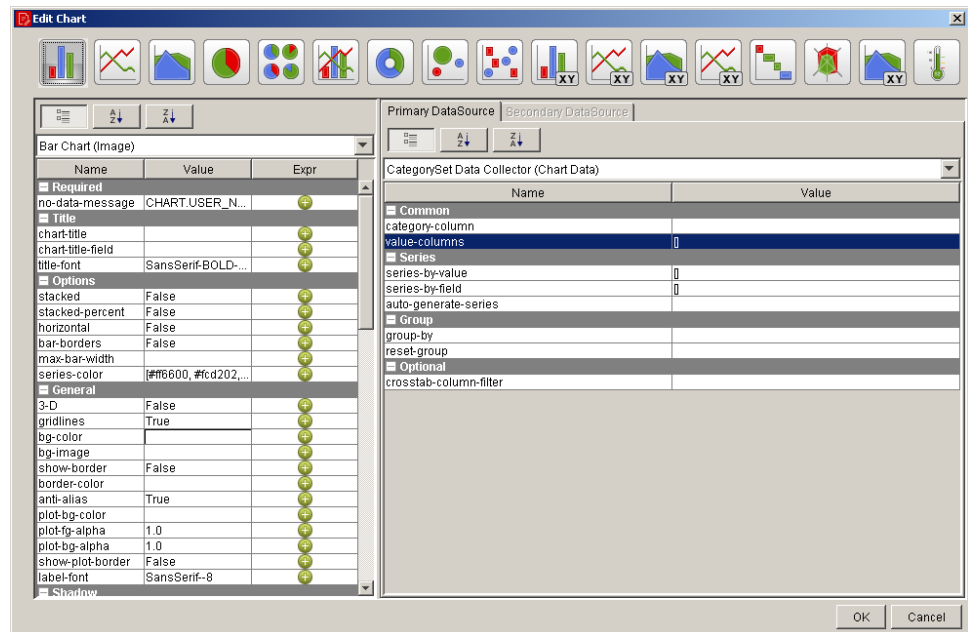 Edit Chart
XY XY XY XY XY
Primary DataSource Secondary DataSource
A Z Z A
A Z Z A
Bar Chart (Image)
CategorySet Data Collector (Chart Data)
Name Value Expr
Name Value
Required
no-data-message CHART.USER_N...
Title
chart-title
chart-title-field
title-font SansSerif-BOLD-...
Options
stacked False
stacked-percent False
horizontal False
bar-borders False
max-bar-width
series-color [#ff6600, #fcd202,...
General
3-D False
gridlines True
bg-color
bg-image
show-border False
border-color
anti-alias True
plot-bg-color
plot-fg-alpha 1.0
plot-bg-alpha 1.0
show-plot-border False
label-font SansSerif--8
Shadow
Common
category-column
value-columns []
Series
series-by-value []
series-by-field []
auto-generate-series
Group
group-by
reset-group
Optional
crosstab-column-filter
OK Cancel